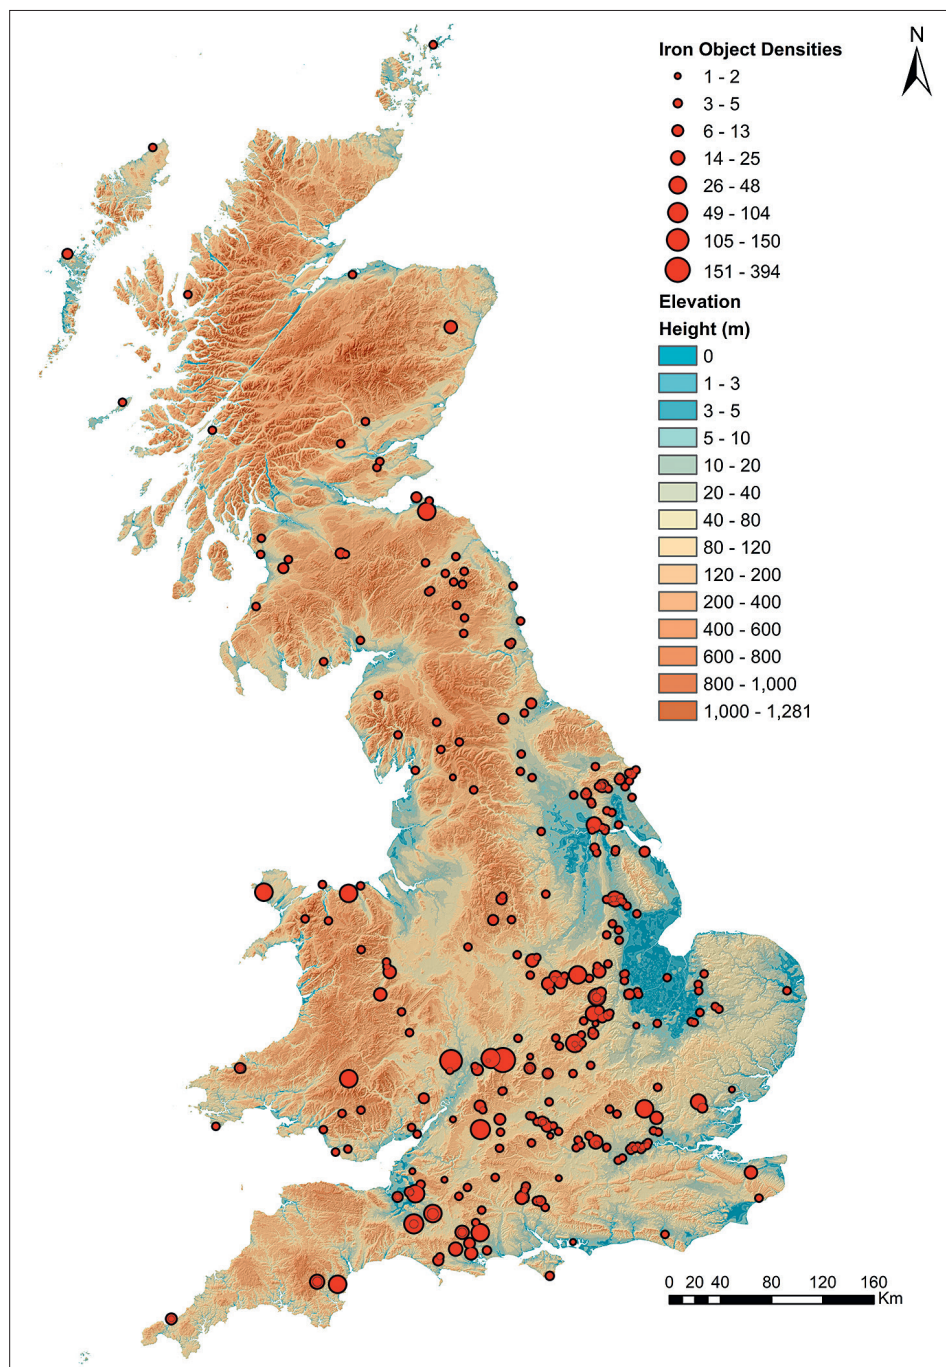 N
Iron Object Densities
1 - 2
3 - 5
6 - 13
14 - 25
26 - 48
49 - 104
105 - 150
151 - 394
Elevation
Height (m)
0
1 - 3
3 - 5
5 - 10
10 - 20
20 - 40
40 - 80
80 - 120
120 - 200
200 - 400
400 - 600
600 - 800
800 - 1,000
1,000 - 1,281
0 20 40 80 120 160
Km